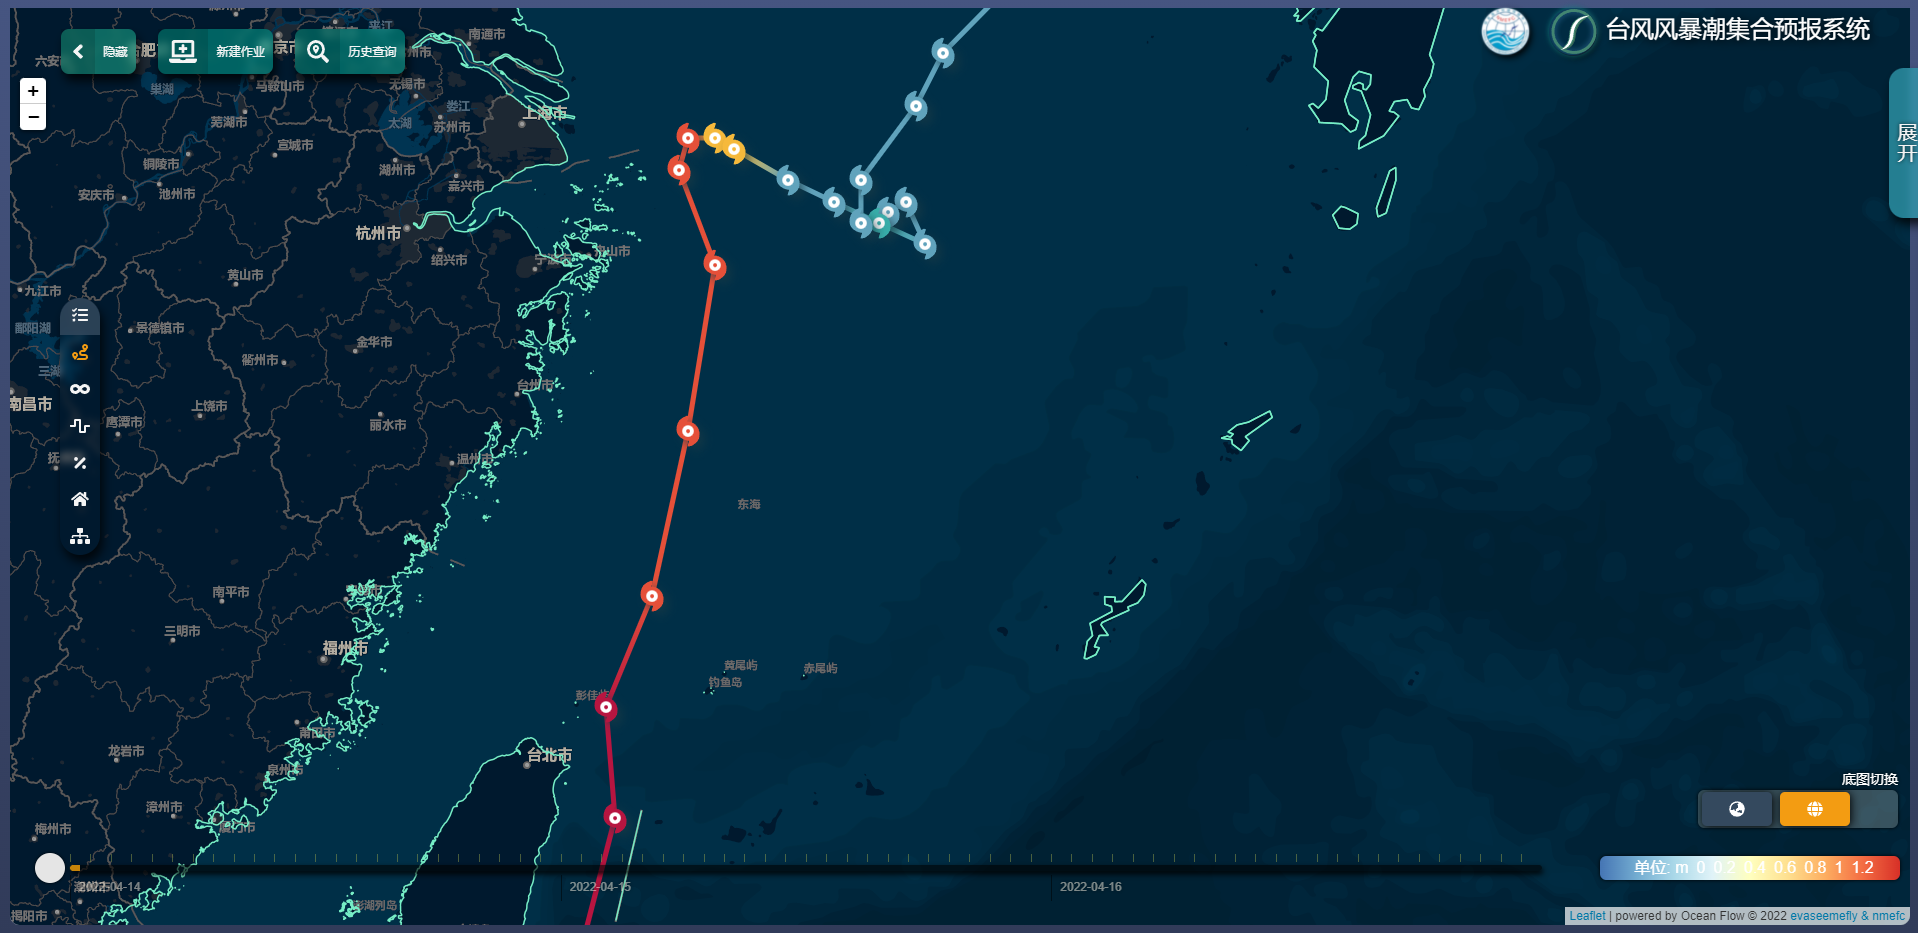 台风风暴潮集合预报系统
隐藏
新建作业
历史查询
+
−
展开
南通市
六安
肥
京市
州市
无锡市
巢湖
马鞍山市
娄江
上海市
芜湖市
太湖
苏州市
宣城市
铜陵市
湖州市
嘉兴市
安庆市
池州市
杭州市
舟山市
宁波市
绍兴市
黄山市
九江市
鄱阳湖
景德镇市
金华市
衢州市
三湖
台州市
南昌市
上饶市
鹰潭市
丽水市
抚
温州市
东海
南平市
三明市
福州市
黄尾屿
赤尾屿
钓鱼岛
彭佳屿
莆田市
龙岩市
台北市
泉州市
底图切换
漳州市
厦门市
梅州市
单位: m 0 0.2 0.4 0.6 0.8 1 1.2
2022-04-14
2022-04-15
2022-04-16
揭阳市
澎湖列岛
Leaflet | powered by Ocean Flow © 2022 evaseemefly & nmefc